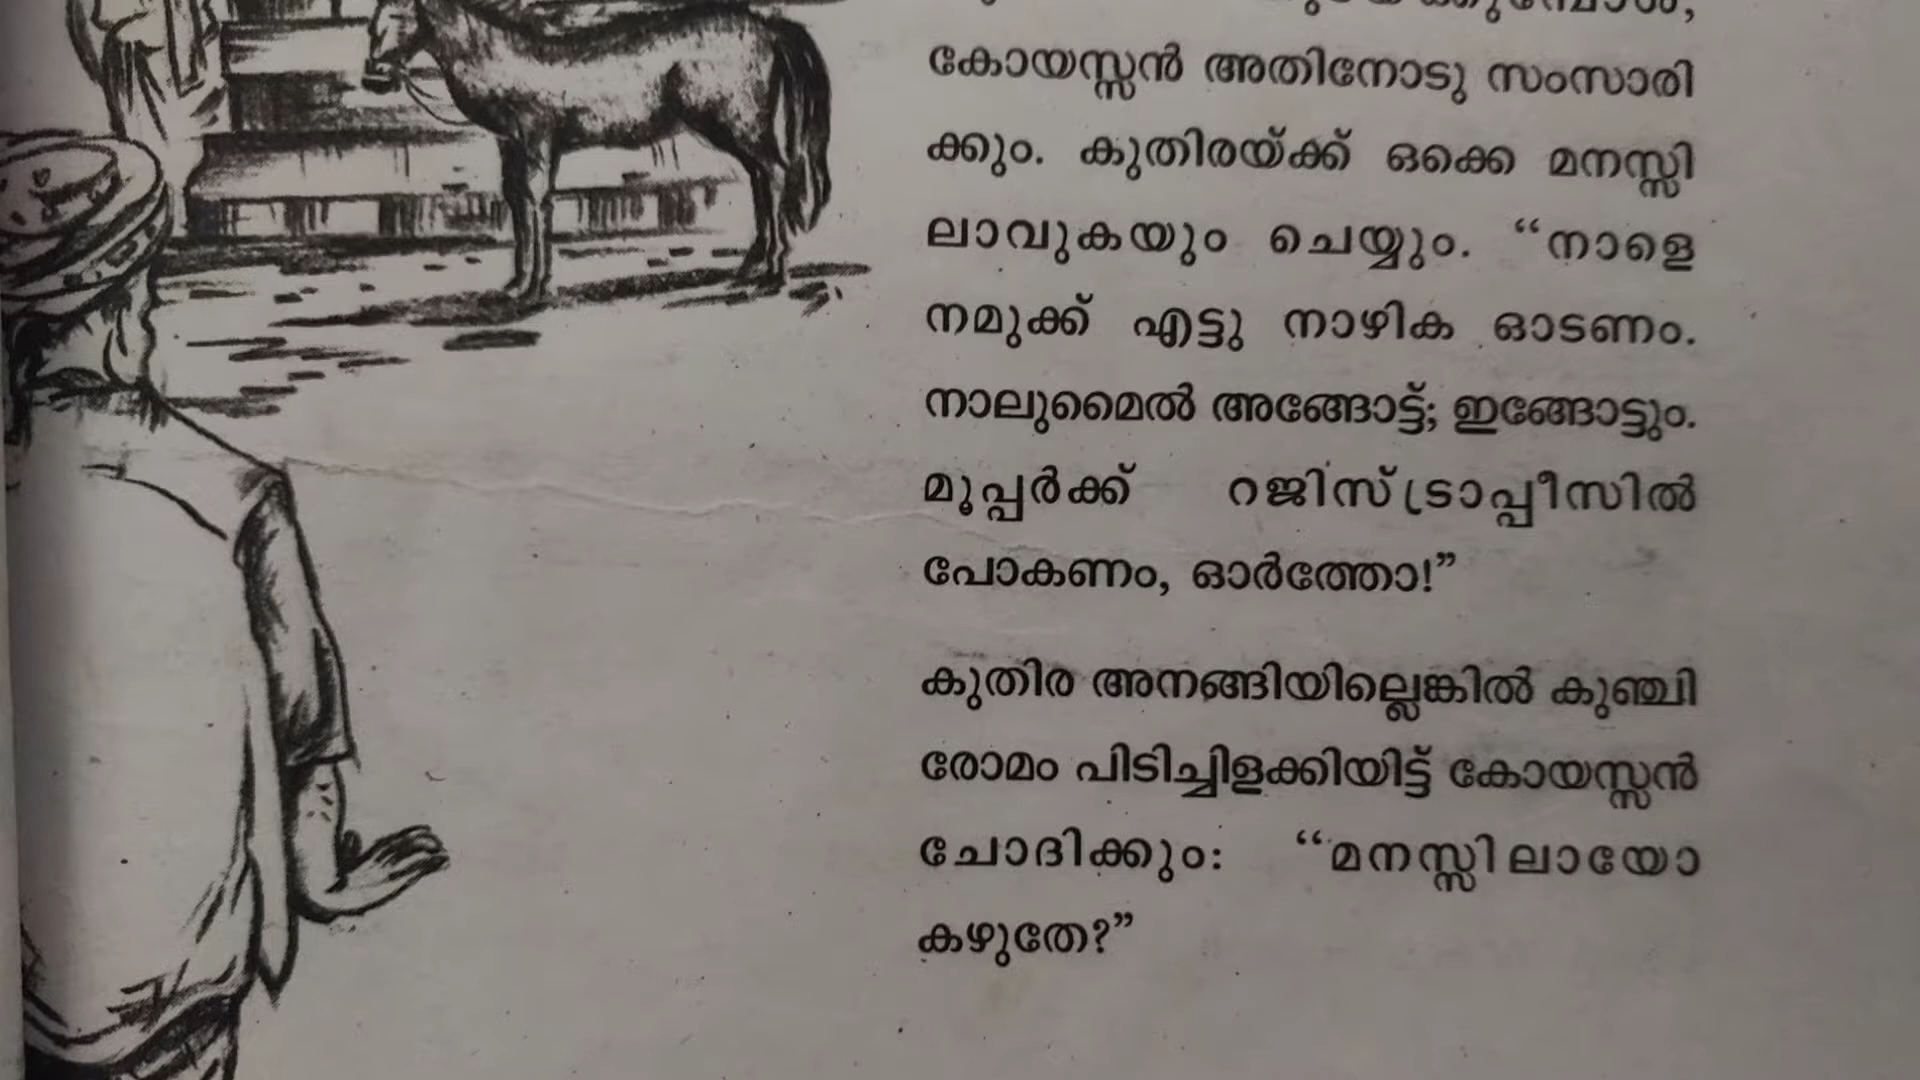 കോയസ്സൻ അതിനോടു സംസാരി
ക്കും. കുതിരയ്ക്ക് ഒക്കെ മനസ്സി
ലാവുകയും ചെയ്യും. “നാളെ
നമുക്ക് എട്ടു നാഴിക ഓടണം.
നാലുമൈൽ അങ്ങോട്ട്; ഇങ്ങോട്ടും.
മൂപ്പർക്ക് റജിസ്ട്രാപ്പീസിൽ
പോകണം, ഓർത്തോ!”
കുതിര അനങ്ങിയില്ലെങ്കിൽ കുഞ്ചി
രോമം പിടിച്ചിളക്കിയിട്ട് കോയസ്സൻ
ചോദിക്കും: “മനസ്സിലായോ
കഴുതേ?”